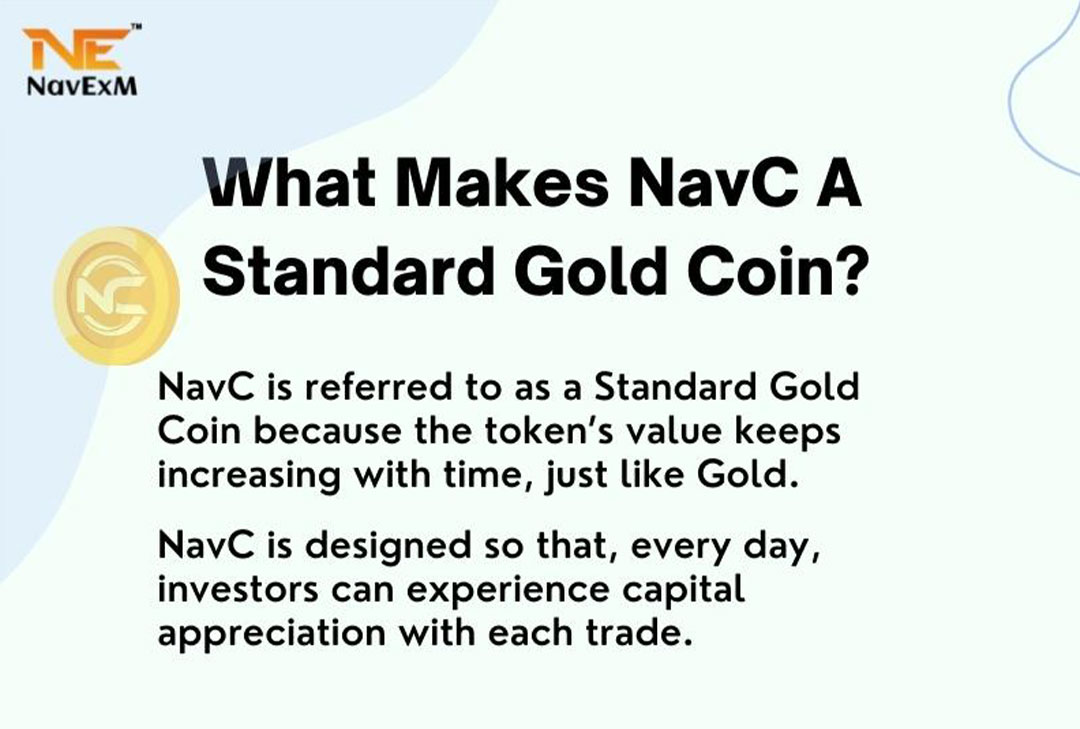 NE™
NavExM
What Makes NavC A
Standard Gold Coin?
NC
NavC is referred to as a Standard Gold
Coin because the token's value keeps
increasing with time, just like Gold.
NavC is designed so that, every day,
investors can experience capital
appreciation with each trade.